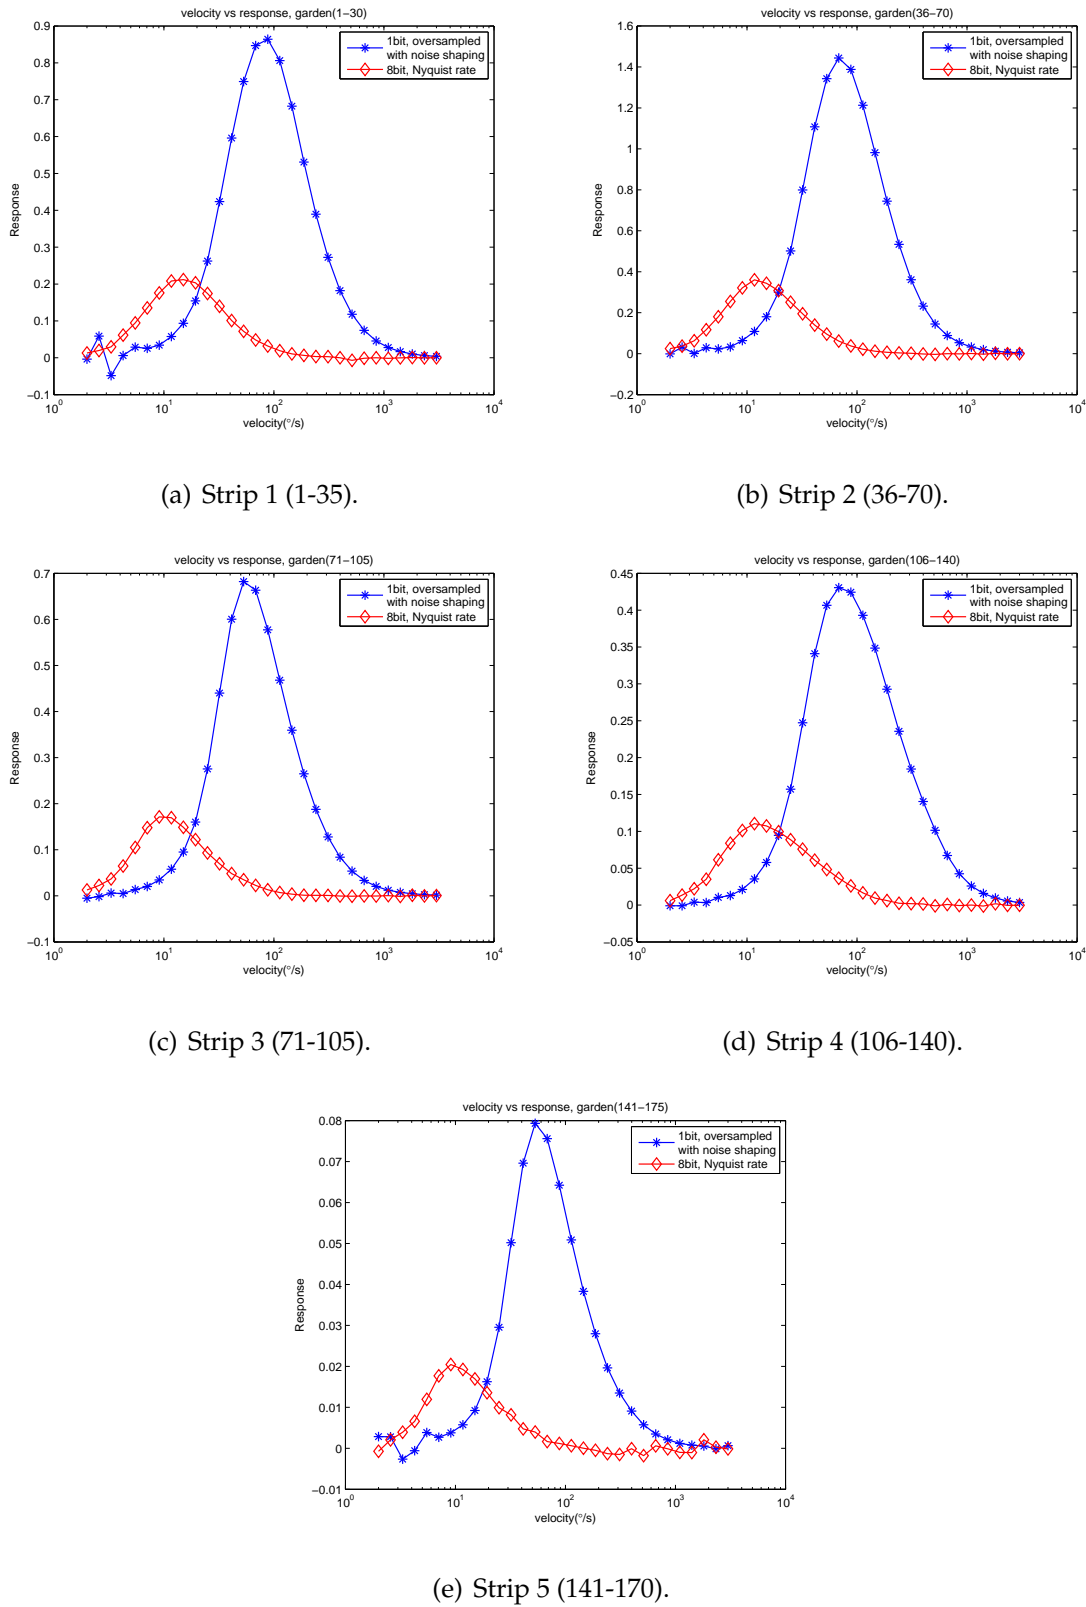 velocity vs response, garden(1−30)
0.9
0.8
0.7
0.6
0.5
0.4
0.3
0.2
0.1
0
−0.1
Response
1bit, oversampled
with noise shaping
8bit, Nyquist rate
10^0 10^1 10^2 10^3 10^4
velocity(°/s)
(a) Strip 1 (1-35).
velocity vs response, garden(36−70)
1.6
1.4
1.2
1
0.8
0.6
0.4
0.2
0
−0.2
Response
1bit, oversampled
with noise shaping
8bit, Nyquist rate
10^0 10^1 10^2 10^3 10^4
velocity(°/s)
(b) Strip 2 (36-70).
velocity vs response, garden(71−105)
0.7
0.6
0.5
0.4
0.3
0.2
0.1
0
−0.1
Response
1bit, oversampled
with noise shaping
8bit, Nyquist rate
10^0 10^1 10^2 10^3 10^4
velocity(°/s)
(c) Strip 3 (71-105).
velocity vs response, garden(106−140)
0.45
0.4
0.35
0.3
0.25
0.2
0.15
0.1
0.05
0
−0.05
Response
1bit, oversampled
with noise shaping
8bit, Nyquist rate
10^0 10^1 10^2 10^3 10^4
velocity(°/s)
(d) Strip 4 (106-140).
velocity vs response, garden(141−175)
0.08
0.07
0.06
0.05
0.04
0.03
0.02
0.01
0
−0.01
Response
1bit, oversampled
with noise shaping
8bit, Nyquist rate
10^0 10^1 10^2 10^3 10^4
velocity(°/s)
(e) Strip 5 (141-170).